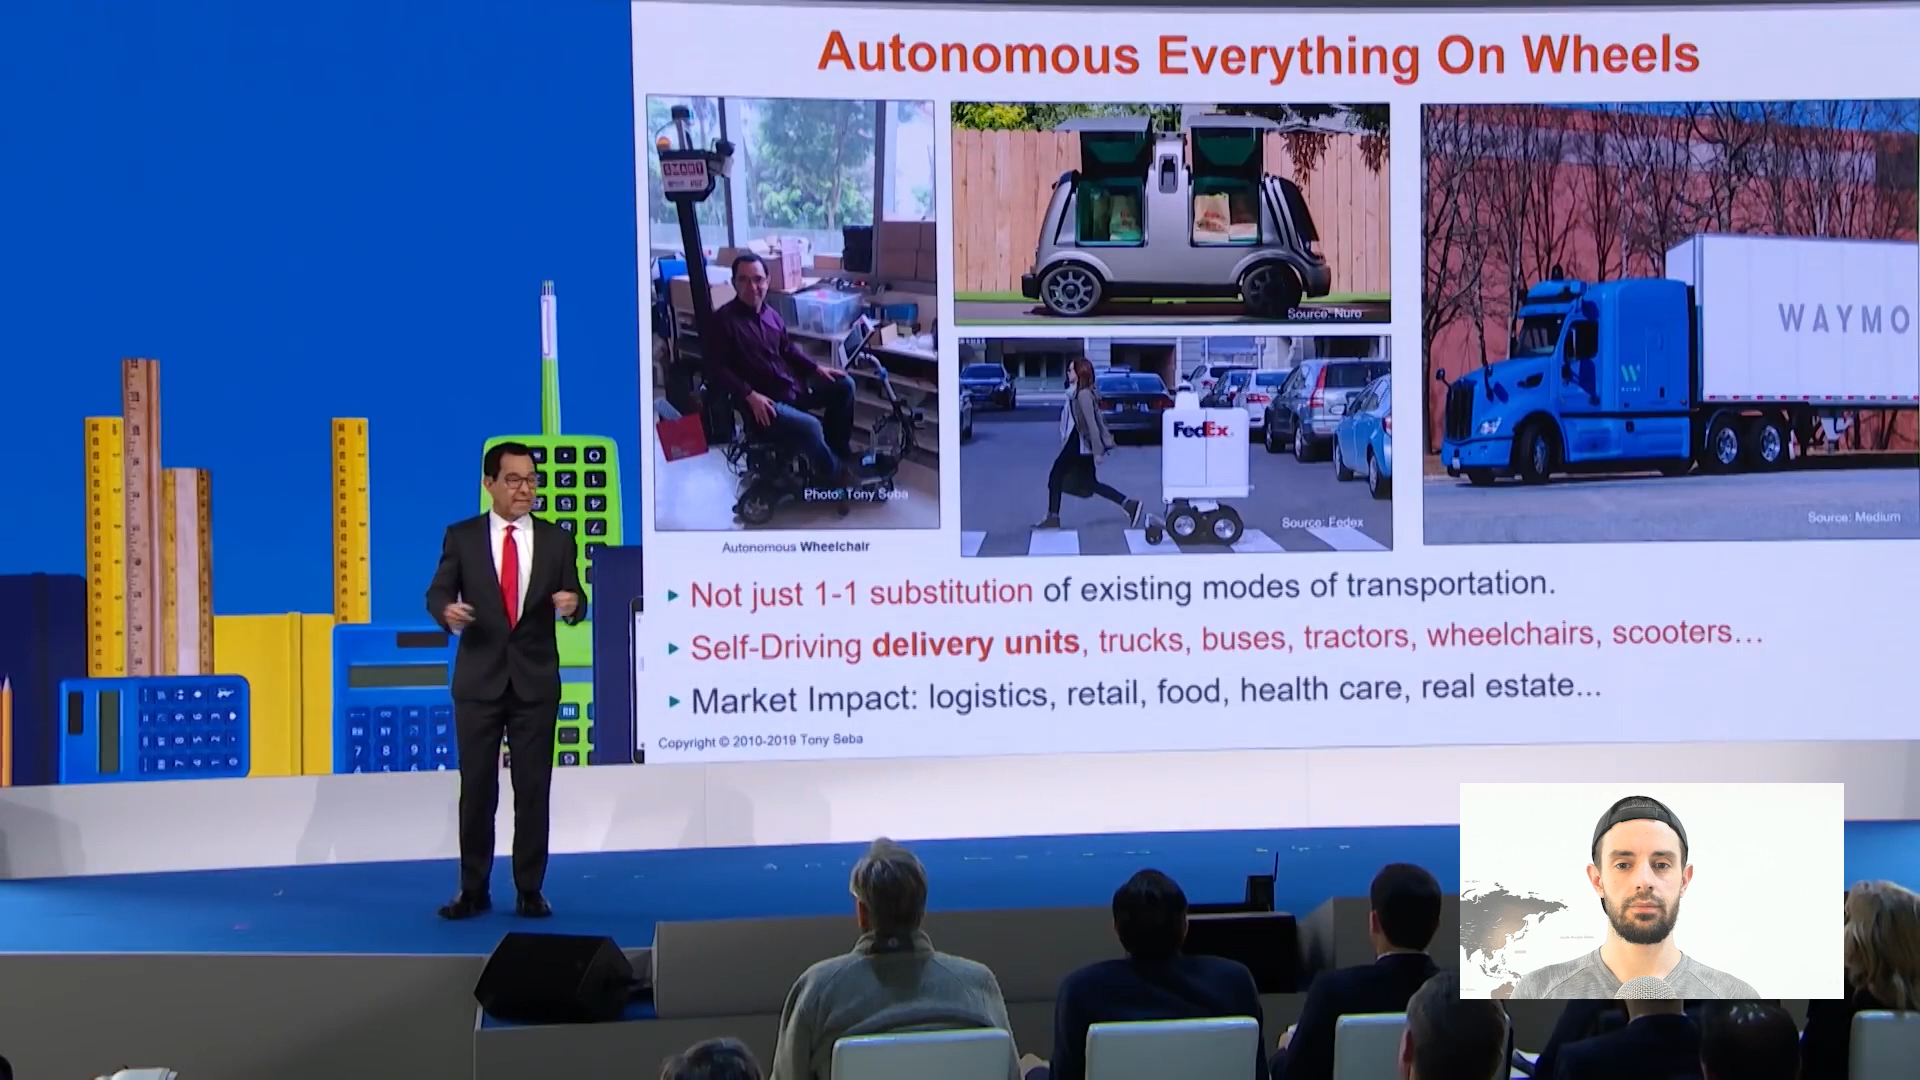 Autonomous Everything On Wheels
SMART
Photo: Tony Seba
Autonomous Wheelchair
Source: Nuro
FedEx
Source: Fedex
WAYMO
Source: Medium
Not just 1-1 substitution of existing modes of transportation.
Self-Driving delivery units, trucks, buses, tractors, wheelchairs, scooters...
Market Impact: logistics, retail, food, health care, real estate...
Copyright © 2010-2019 Tony Seba